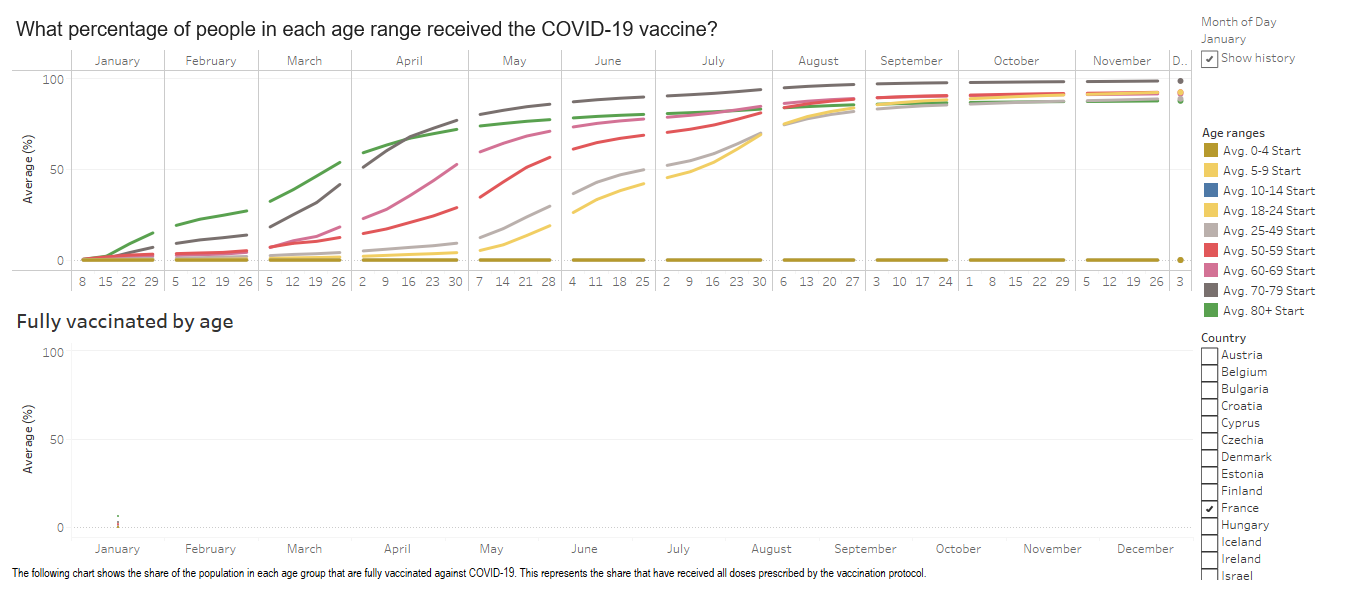 What percentage of people in each age range received the COVID-19 vaccine?
January February March April May June July August September October November D..
100
50
0
Average (%)
8 15 22 29 5 12 19 26 5 12 19 26 2 9 16 23 30 7 14 21 28 4 11 18 25 2 9 16 23 30 6 13 20 27 3 10 17 24 1 8 15 22 29 5 12 19 26 3
Fully vaccinated by age
100
50
0
Average (%)
January February March April May June July August September October November December
The following chart shows the share of the population in each age group that are fully vaccinated against COVID-19. This represents the share that have received all doses prescribed by the vaccination protocol.
Month of Day
January
Show history
Age ranges
Avg. 0-4 Start
Avg. 5-9 Start
Avg. 10-14 Start
Avg. 18-24 Start
Avg. 25-49 Start
Avg. 50-59 Start
Avg. 60-69 Start
Avg. 70-79 Start
Avg. 80+ Start
Country
Austria
Belgium
Bulgaria
Croatia
Cyprus
Czechia
Denmark
Estonia
Finland
France
Hungary
Iceland
Ireland
Israel